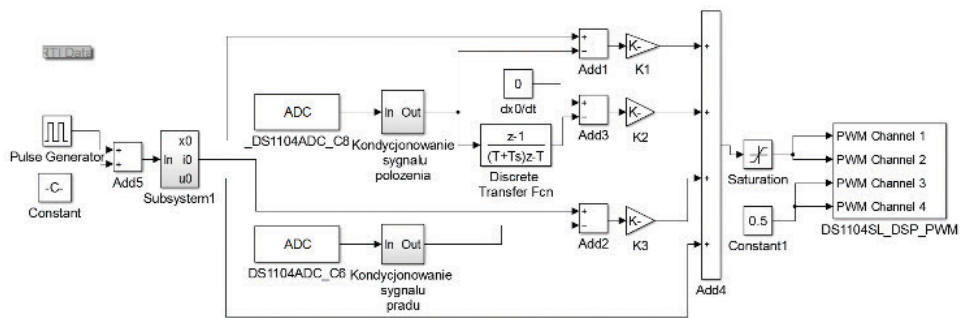 RTI Data
Pulse Generator
-C-
Constant
+
+
Add5
In
x0
i0
u0
Subsystem1
ADC
_DS1104ADC_C8
In Out
Kondycjonowanie
sygnalu
polozenia
ADC
DS1104ADC_C6
In Out
Kondycjonowanie
sygnalu
pradu
0
dx0/dt
z-1
(T+Ts)z-T
Discrete
Transfer Fcn
+
−
Add1
K-
K1
+
−
Add3
K-
K2
+
−
Add2
K-
K3
+
+
+
+
Add4
Saturation
0.5
Constant1
PWM Channel 1
PWM Channel 2
PWM Channel 3
PWM Channel 4
DS1104SL_DSP_PWM